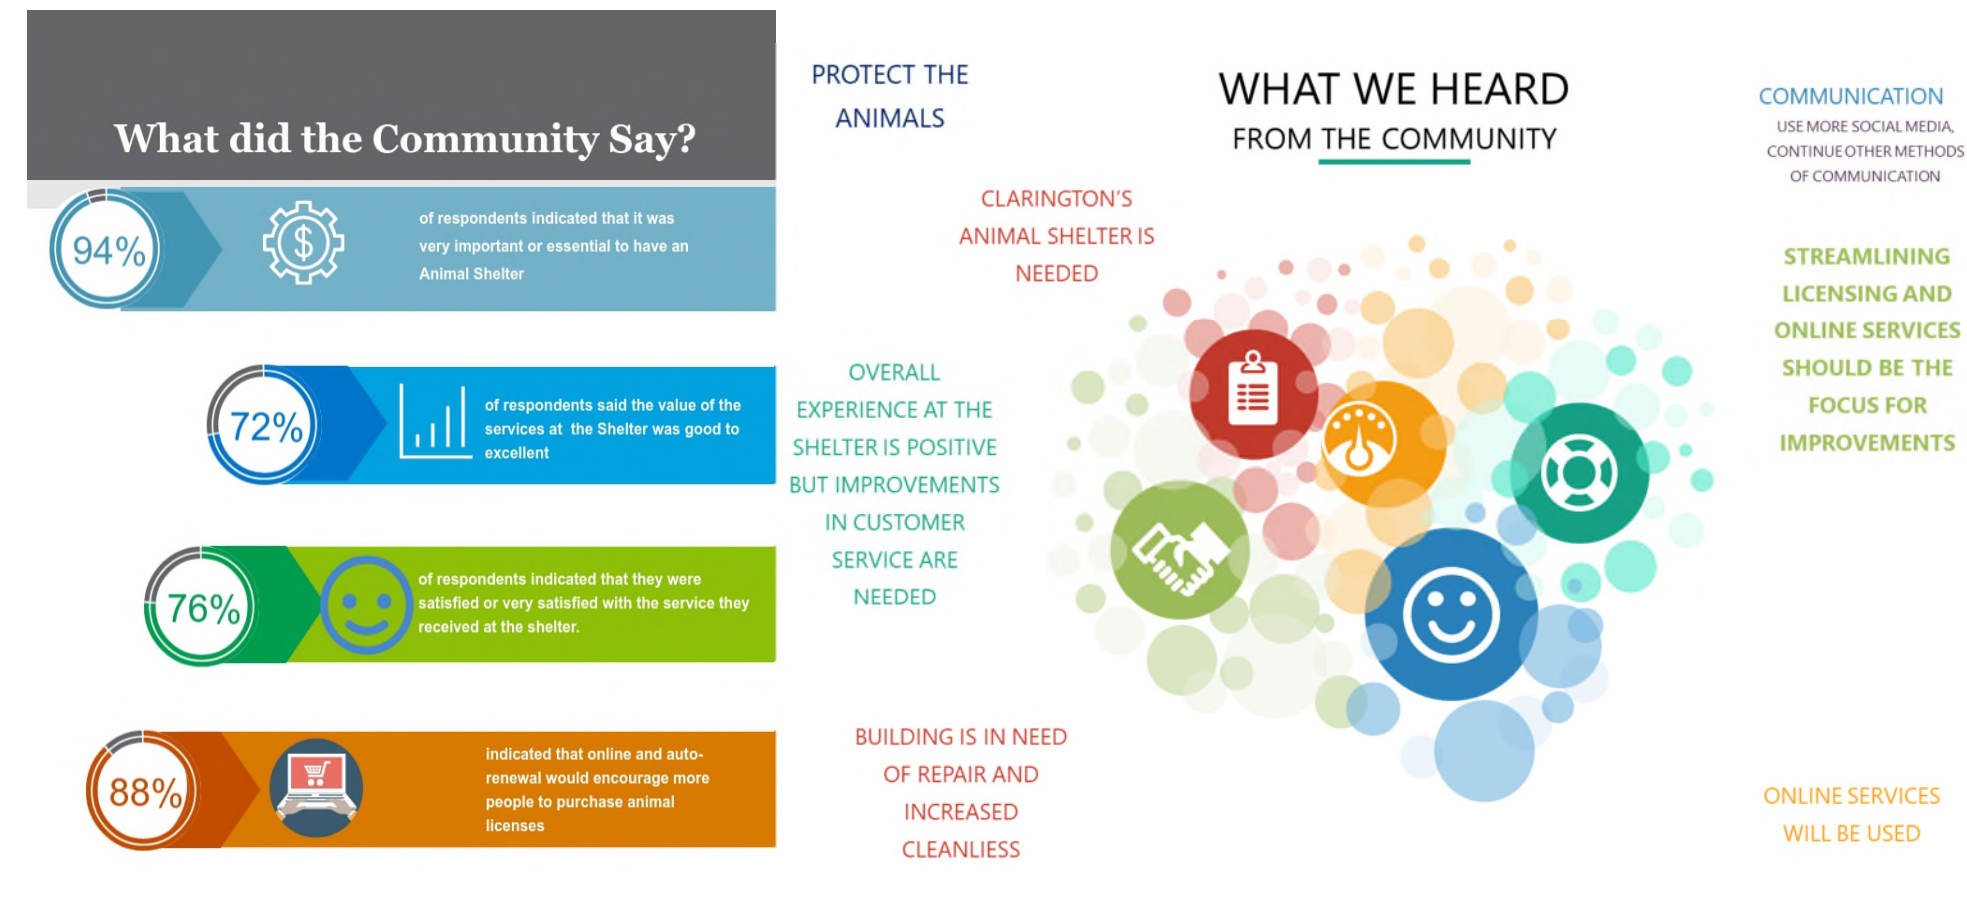 What did the Community Say?
94%
of respondents indicated that it was
very important or essential to have an
Animal Shelter
72%
of respondents said the value of the
services at the Shelter was good to
excellent
76%
of respondents indicated that they were
satisfied or very satisfied with the service they
received at the shelter.
88%
indicated that online and auto-
renewal would encourage more
people to purchase animal
licenses
PROTECT THE
ANIMALS
WHAT WE HEARD
FROM THE COMMUNITY
CLARINGTON'S
ANIMAL SHELTER IS
NEEDED
OVERALL
EXPERIENCE AT THE
SHELTER IS POSITIVE
BUT IMPROVEMENTS
IN CUSTOMER
SERVICE ARE
NEEDED
BUILDING IS IN NEED
OF REPAIR AND
INCREASED
CLEANLIESS
COMMUNICATION
USE MORE SOCIAL MEDIA,
CONTINUE OTHER METHODS
OF COMMUNICATION
STREAMLINING
LICENSING AND
ONLINE SERVICES
SHOULD BE THE
FOCUS FOR
IMPROVEMENTS
ONLINE SERVICES
WILL BE USED